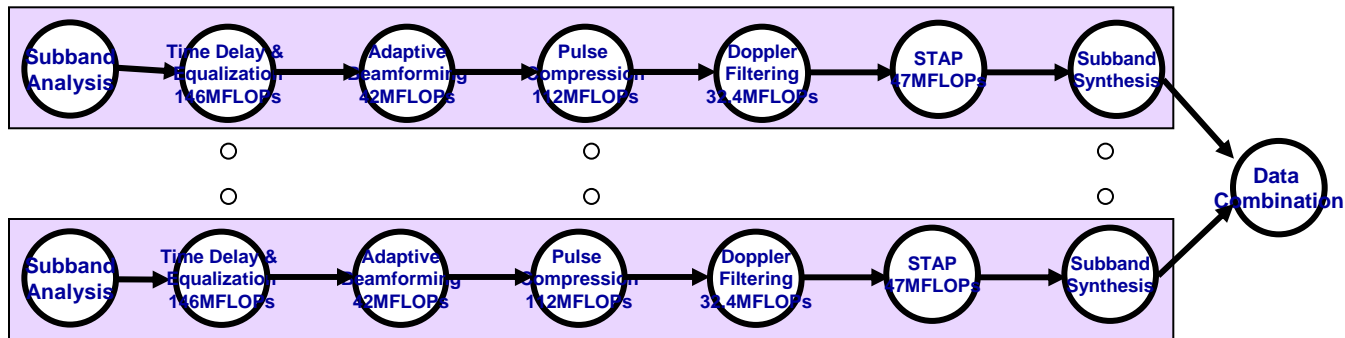 Subband
Analysis
Time Delay &
Equalization
146MFLOPs
Adaptive
Beamforming
42MFLOPs
Pulse
Compression
112MFLOPs
Doppler
Filtering
32.4MFLOPs
STAP
47MFLOPs
Subband
Synthesis
Data
Combination
Subband
Analysis
Time Delay &
Equalization
146MFLOPs
Adaptive
Beamforming
42MFLOPs
Pulse
Compression
112MFLOPs
Doppler
Filtering
32.4MFLOPs
STAP
47MFLOPs
Subband
Synthesis